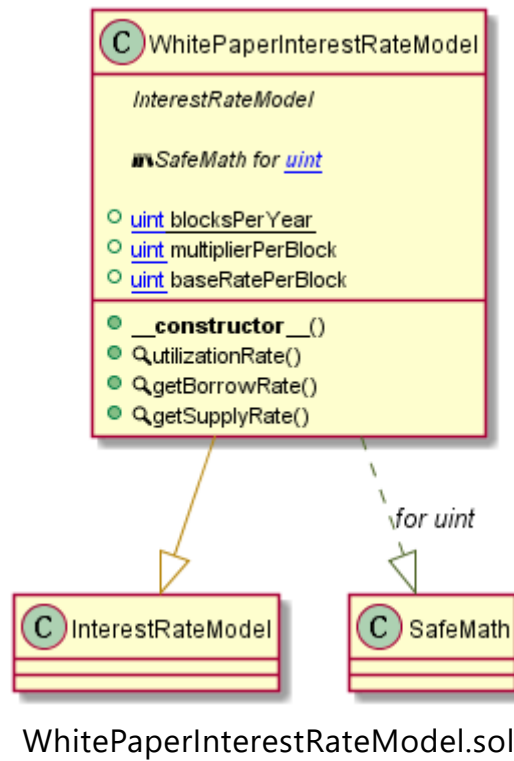 C WhitePaperInterestRateModel
InterestRateModel
SafeMath for uint
uint blocksPerYear
uint multiplierPerBlock
uint baseRatePerBlock
__constructor__()
utilizationRate()
getBorrowRate()
getSupplyRate()
for uint
C InterestRateModel
C SafeMath
WhitePaperInterestRateModel.sol